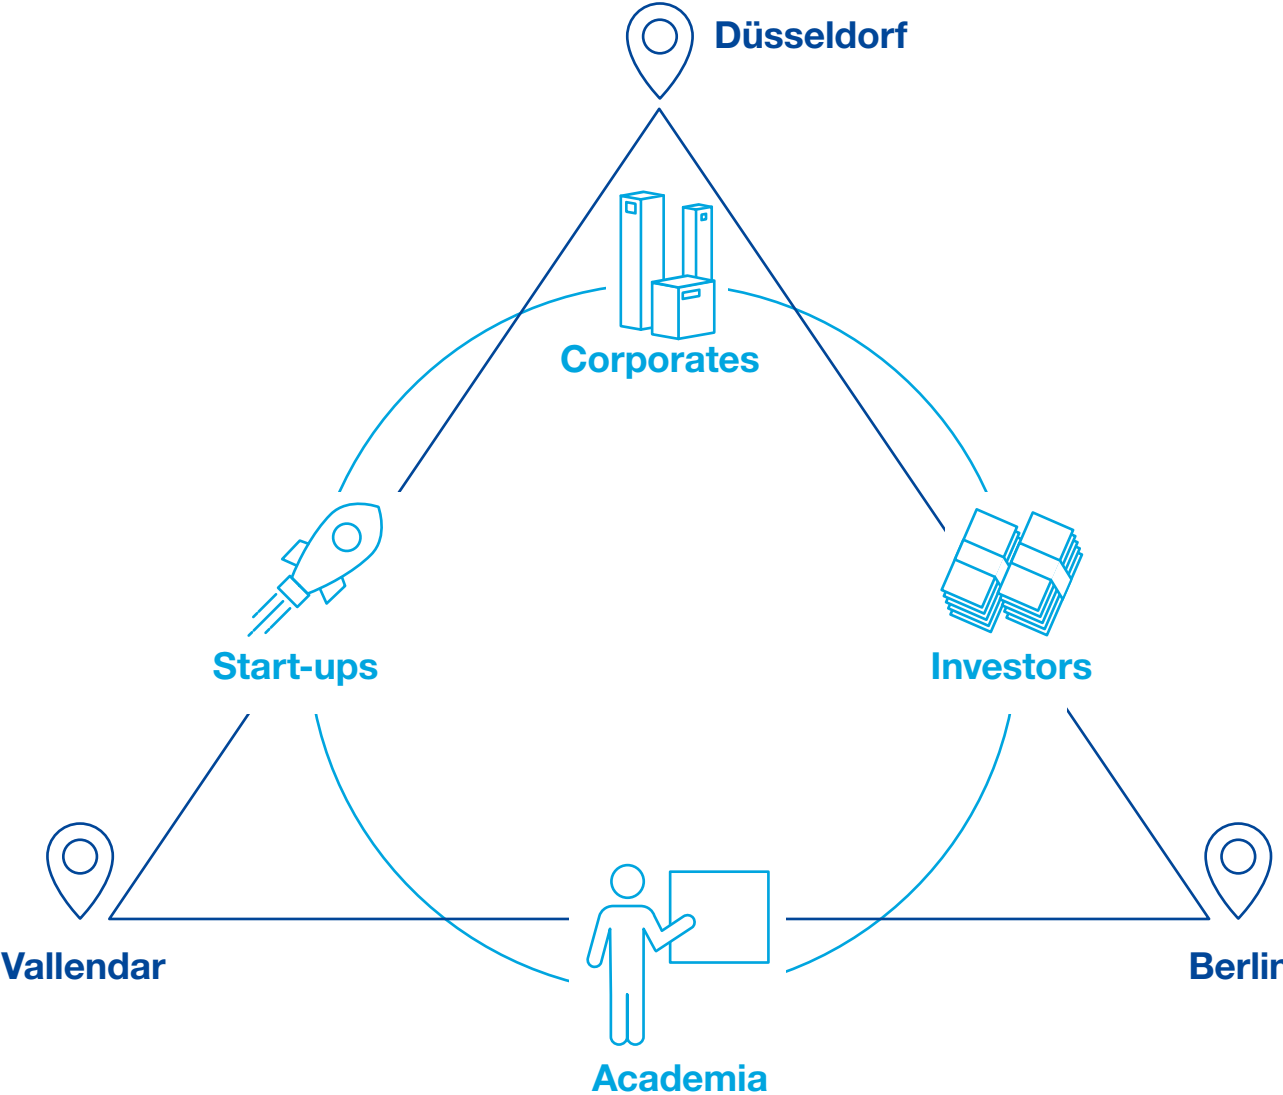 Düsseldorf
Corporates
Start-ups
Investors
Vallendar
Berlin
Academia